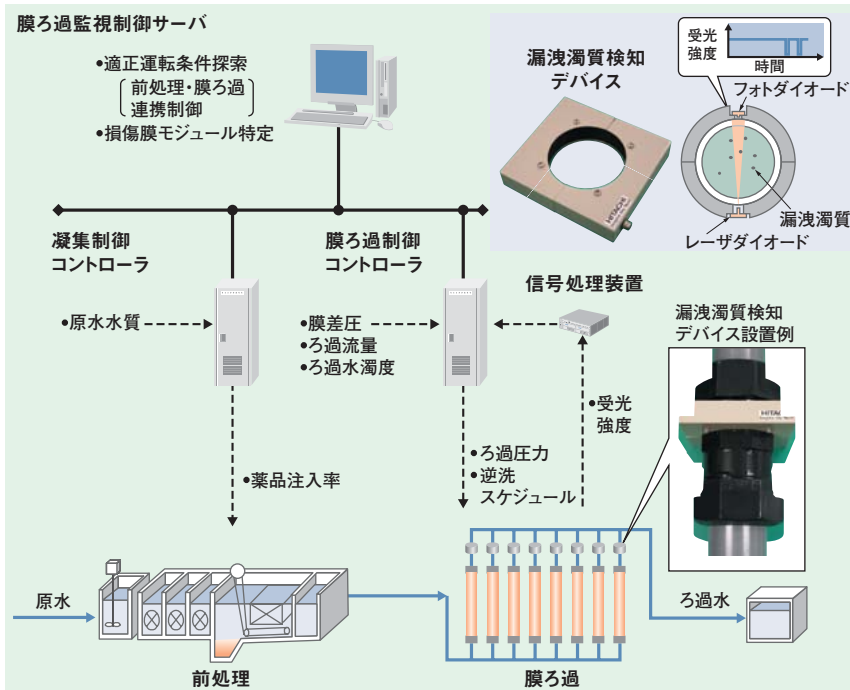 膜ろ過監視制御サーバ
•適正運転条件探索
前処理・膜ろ過
連携制御
•損傷膜モジュール特定
漏洩濁質検知
デバイス
受光
強度
時間
フォトダイオード
HITACHI
漏洩濁質
レーザダイオード
凝集制御
コントローラ
膜ろ過制御
コントローラ
信号処理装置
•原水水質
•膜差圧
•ろ過流量
•ろ過水濁度
漏洩濁質検知
デバイス設置例
HITACHI
•受光
強度
•薬品注入率
•ろ過圧力
•逆洗
スケジュール
原水
ろ過水
前処理
膜ろ過